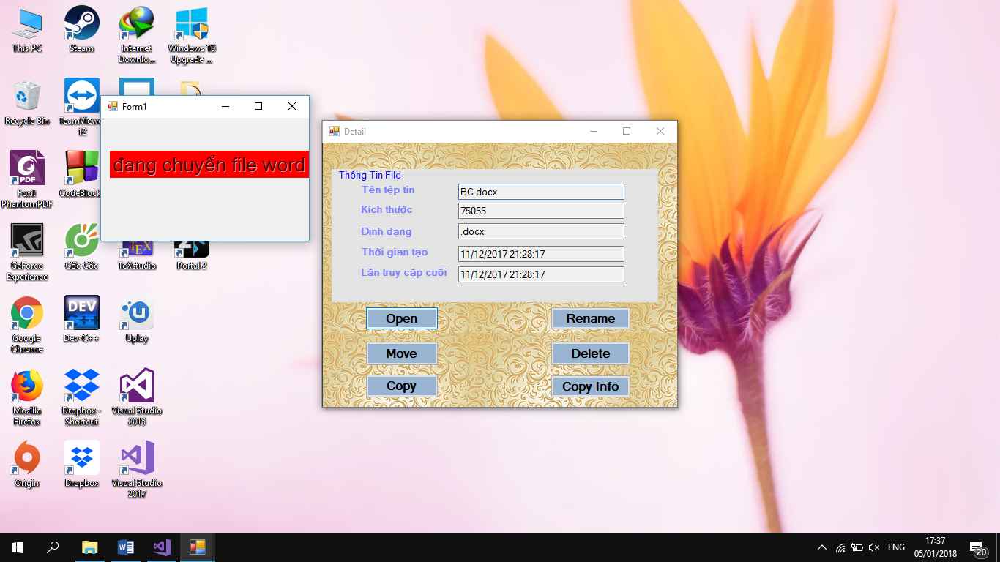 This PC
Steam
Internet
Downlo...
Windows 10
Upgrade ...
Recycle Bin
TeamViewe
12
Foxit
PhantomPDF
CodeBlock
GeForce
Experience
Cốc Cốc
TeXstudio
Portal 2
Google
Chrome
Dev-C++
Uplay
Mozilla
Firefox
Dropbox -
Shortcut
Visual Studio
2015
Origin
Dropbox
Visual Studio
2017
PDF
DEV
C++
Form1
đang chuyển file word
Detail
Thông Tin File
Tên tệp tin BC.docx
Kích thước 75055
Định dạng .docx
Thời gian tạo 11/12/2017 21:28:17
Lần truy cập cuối 11/12/2017 21:28:17
Open Rename
Move Delete
Copy Copy Info
ENG
17:37
05/01/2018
20